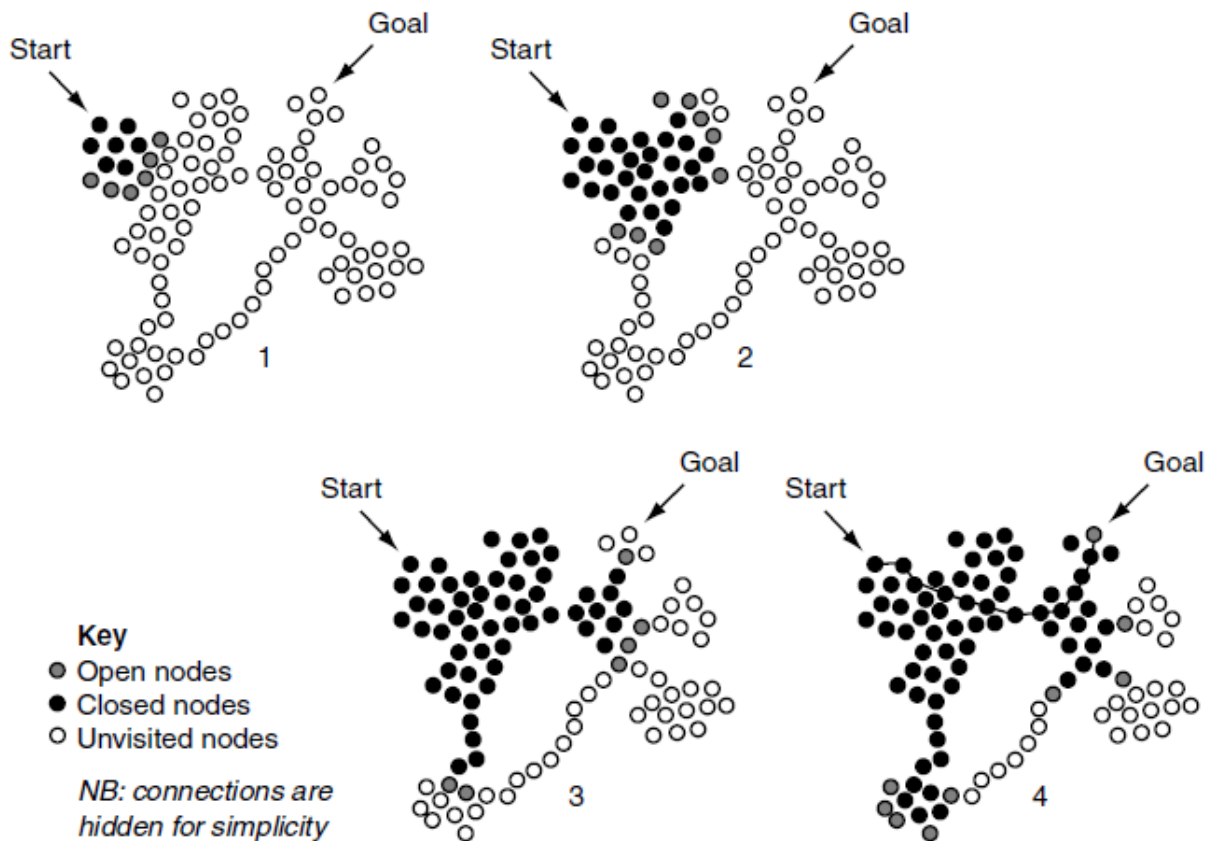 Goal
Start
1
Goal
Start
2
Goal
Start
3
Goal
Start
4
Key
Open nodes
Closed nodes
Unvisited nodes
NB: connections are
hidden for simplicity